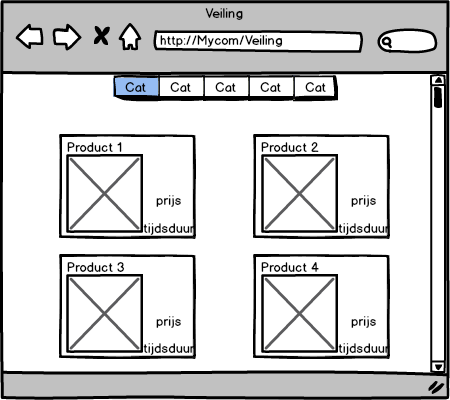 Veiling
http://Mycom/Veiling
Cat Cat Cat Cat Cat
Product 1
prijs
tijdsduur
Product 2
prijs
tijdsduur
Product 3
prijs
tijdsduur
Product 4
prijs
tijdsduur